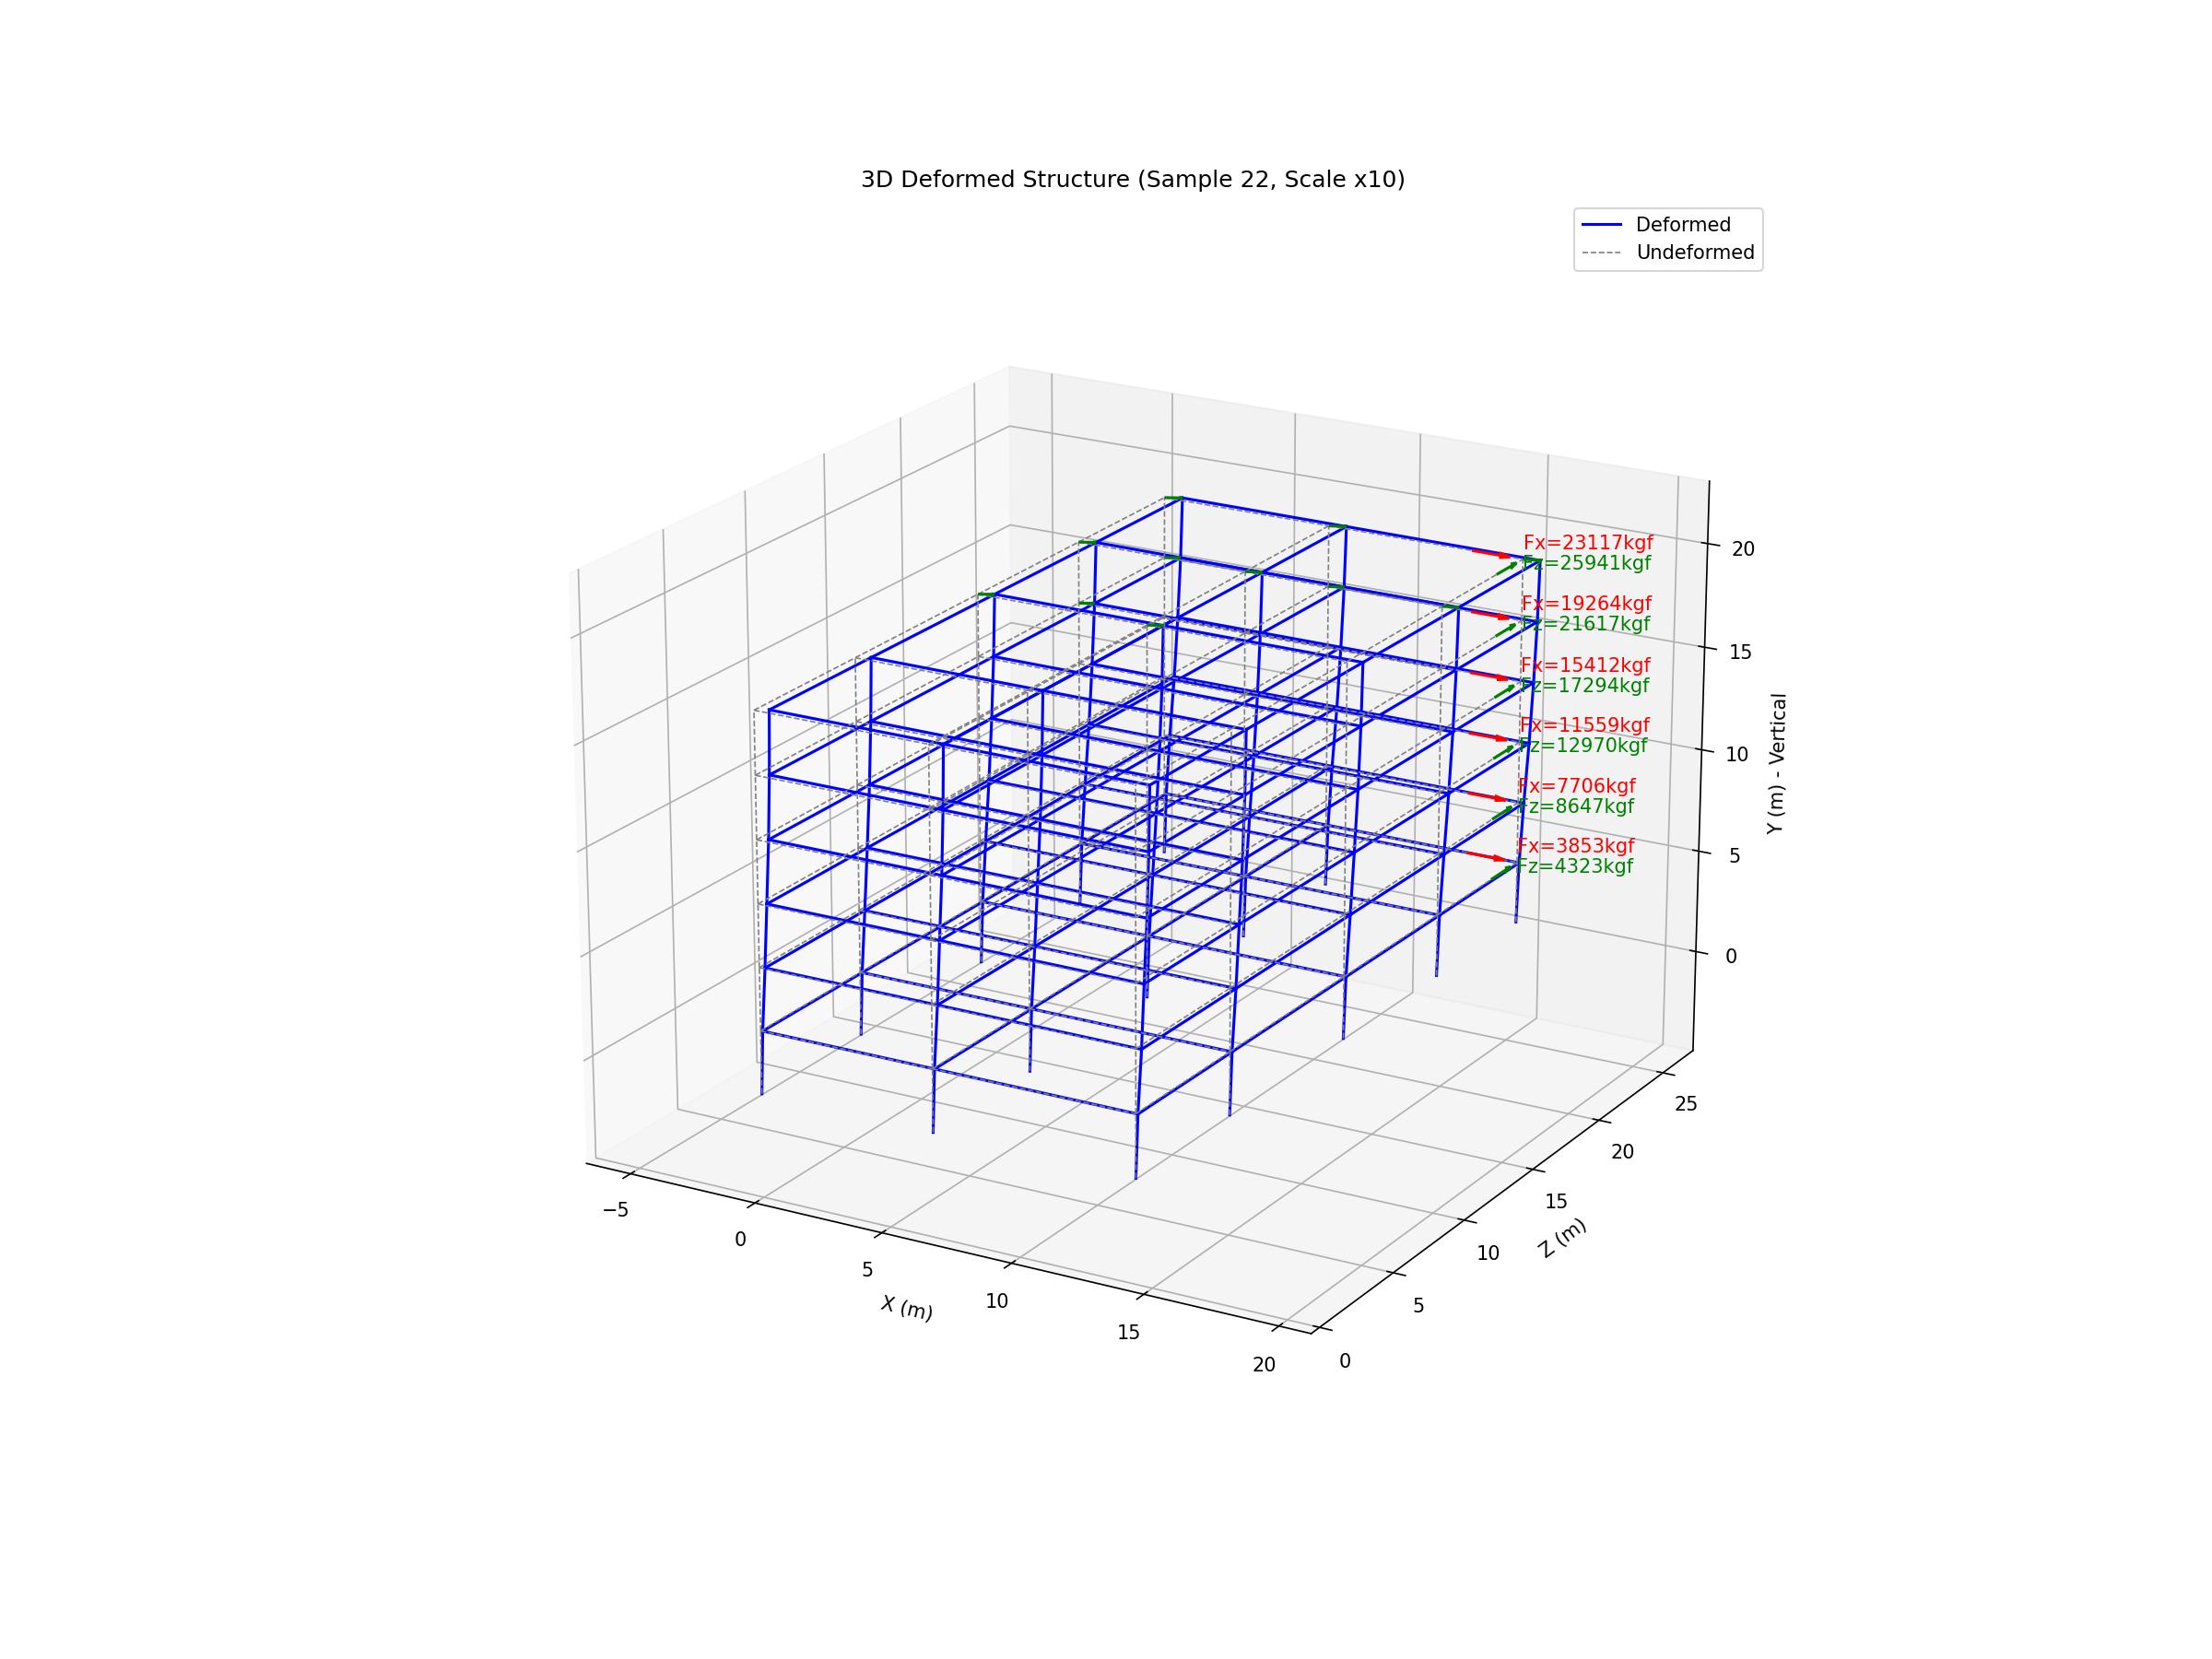 3D Deformed Structure (Sample 22, Scale x10)
Deformed
Undeformed
Fx=23117kgf
Fz=25941kgf
Fx=19264kgf
Fz=21617kgf
Fx=15412kgf
Fz=17294kgf
Fx=11559kgf
Fz=12970kgf
Fx=7706kgf
Fz=8647kgf
Fx=3853kgf
Fz=4323kgf
20
15
10
5
0
Y (m) - Vertical
25
20
15
10
5
0
Z (m)
−5
0
5
10
15
20
X (m)